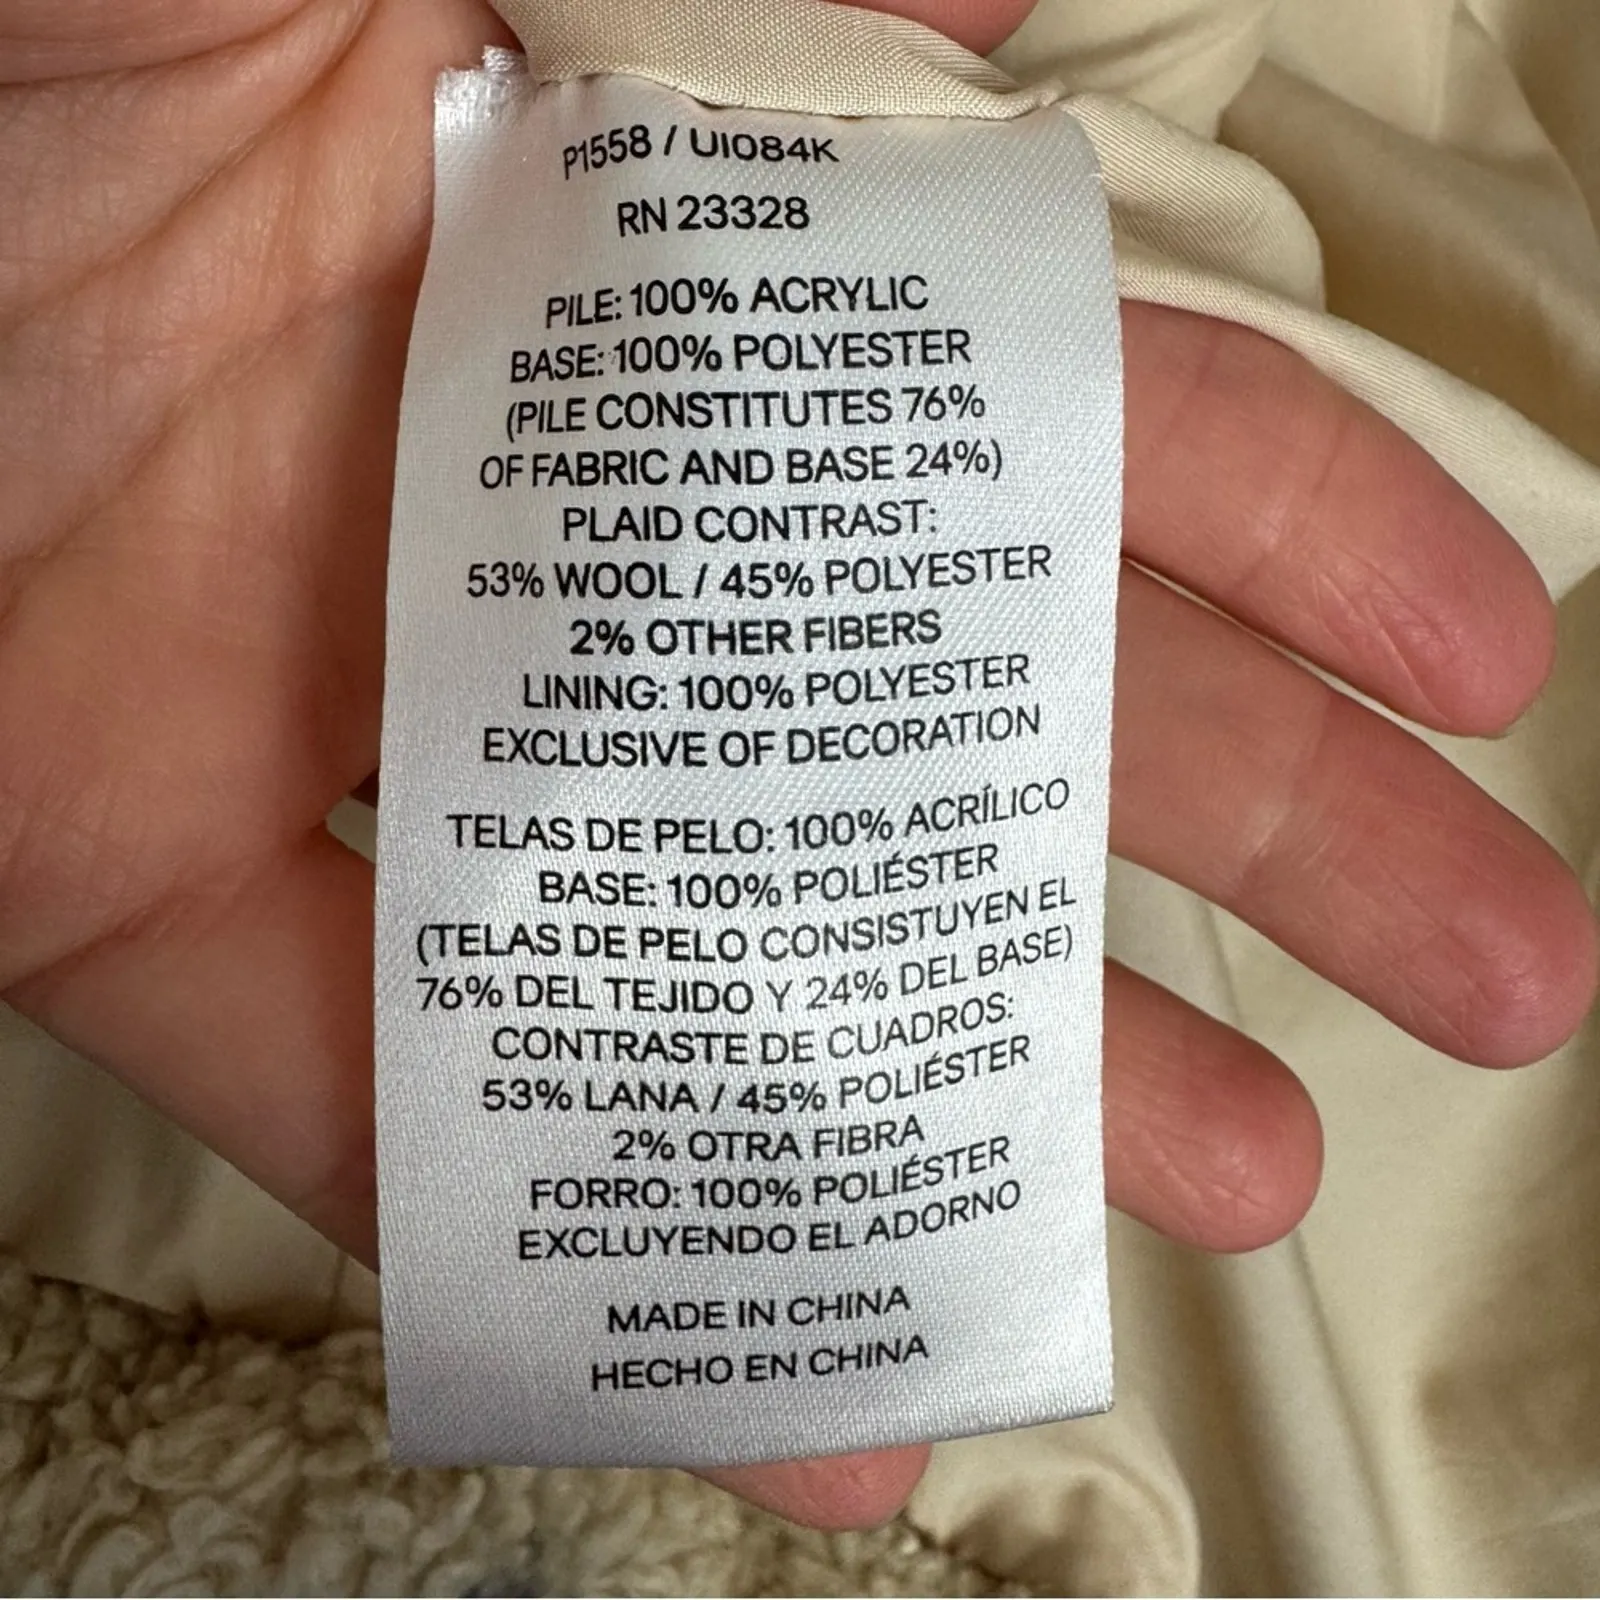 P1558 / U1084K
RN 23328
PILE: 100% ACRYLIC
BASE: 100% POLYESTER
(PILE CONSTITUTES 76%
OF FABRIC AND BASE 24%)
PLAID CONTRAST:
53% WOOL / 45% POLYESTER
2% OTHER FIBERS
LINING: 100% POLYESTER
EXCLUSIVE OF DECORATION
TELAS DE PELO: 100% ACRÍLICO
BASE: 100% POLIÉSTER
(TELAS DE PELO CONSISTUYEN EL
76% DEL TEJIDO Y 24% DEL BASE)
CONTRASTE DE CUADROS:
53% LANA / 45% POLIÉSTER
2% OTRA FIBRA
FORRO: 100% POLIÉSTER
EXCLUYENDO EL ADORNO
MADE IN CHINA
HECHO EN CHINA